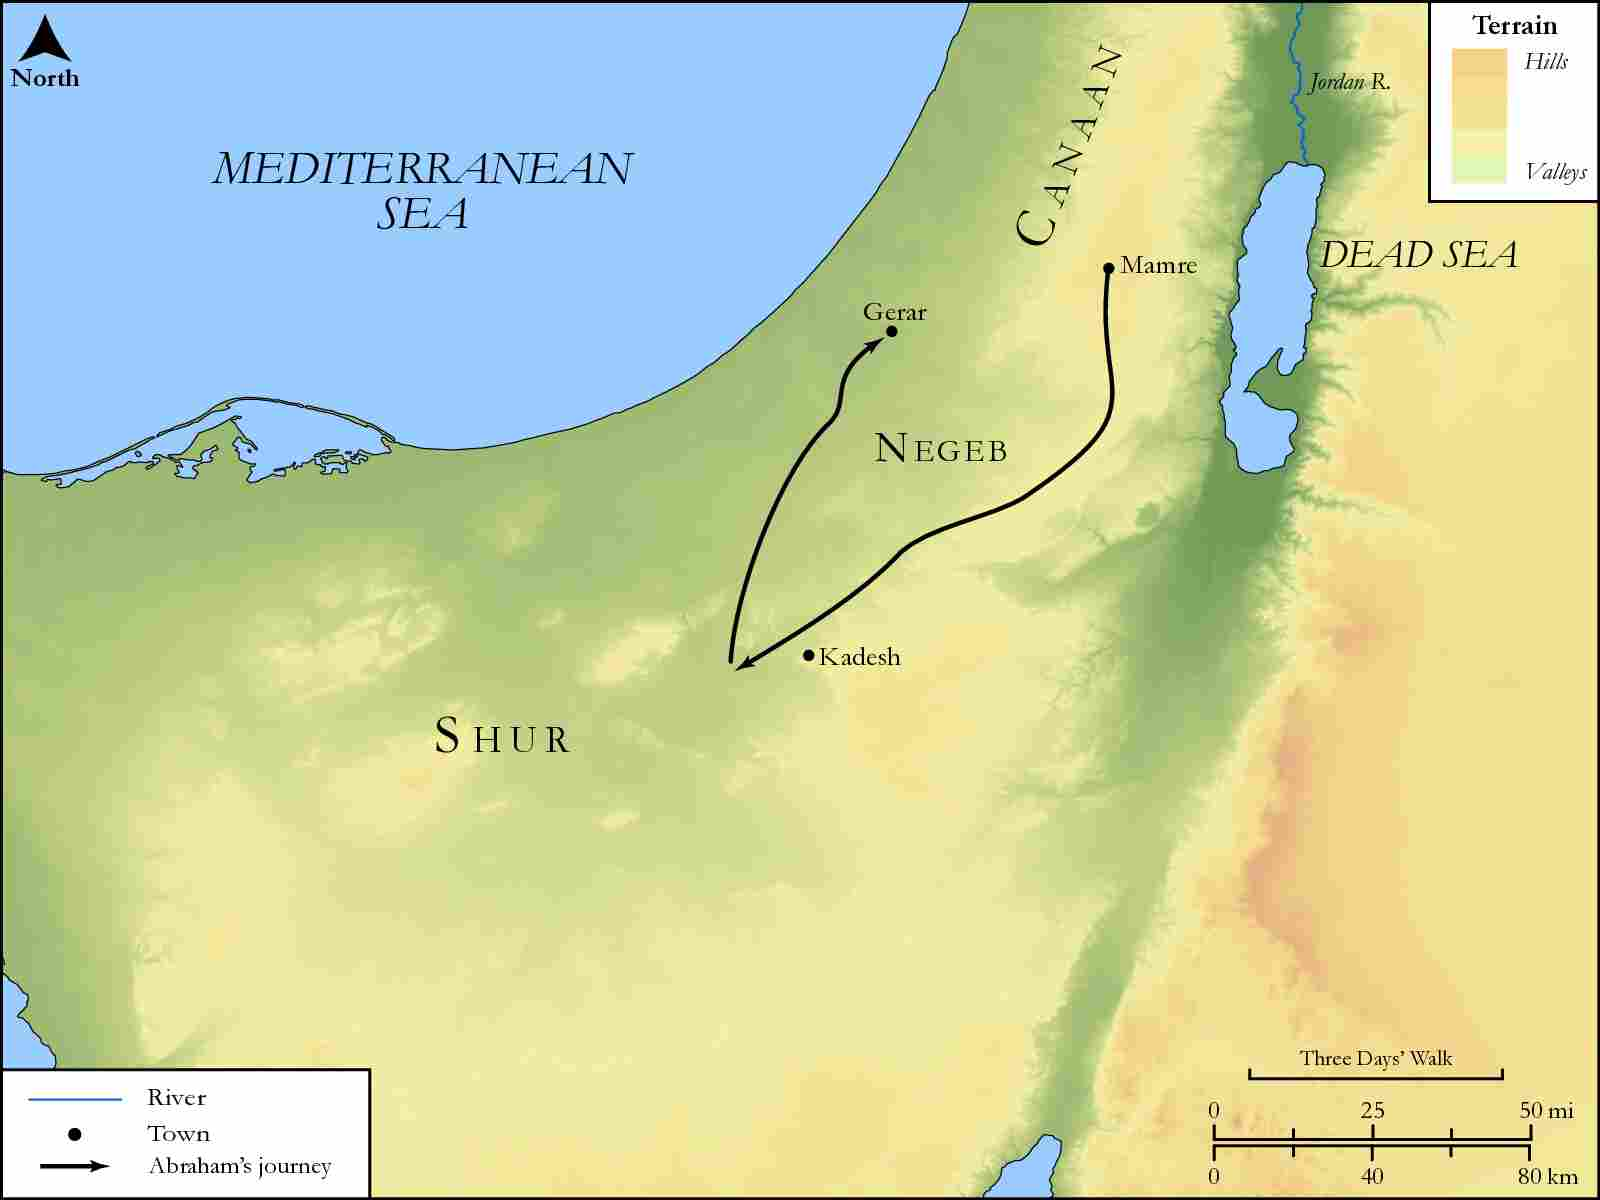 North
Terrain
Hills
Valleys
Jordan R.
CANAAN
MEDITERRANEAN
SEA
DEAD SEA
Mamre
Gerar
NEGEB
Kadesh
SHUR
River
Town
Abraham's journey
Three Days' Walk
0 25 50 mi
0 40 80 km